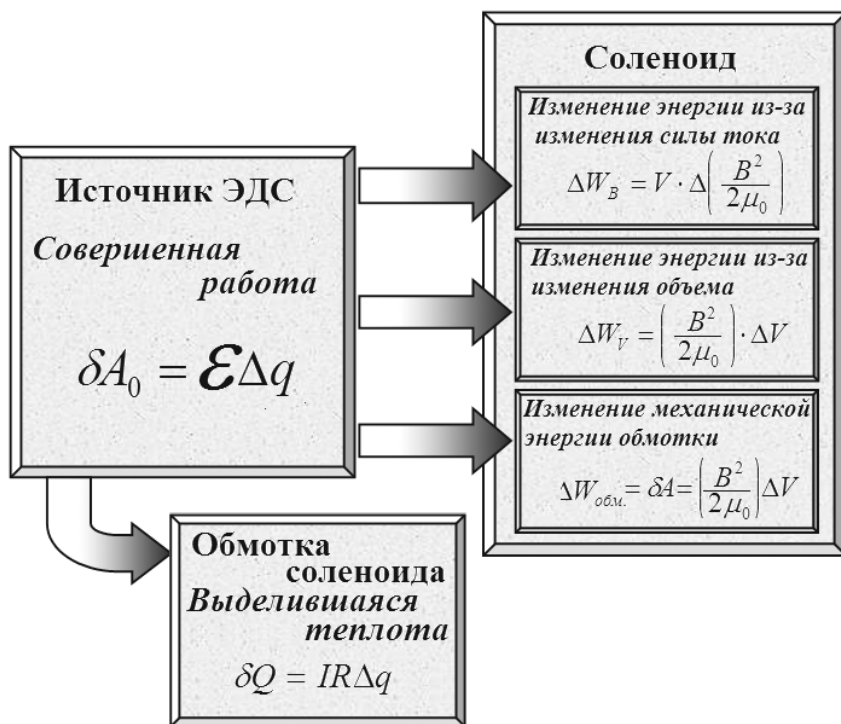 Источник ЭДС
Совершенная
работа
δA₀ = ℰΔq
Соленоид
Изменение энергии из-за
изменения силы тока
ΔW_B = V · Δ(B²/2μ₀)
Изменение энергии из-за
изменения объема
ΔW_V = (B²/2μ₀) · ΔV
Изменение механической
энергии обмотки
ΔW_обм. = δA = (B²/2μ₀)ΔV
Обмотка
соленоида
Выделившаяся
теплота
δQ = IRΔq